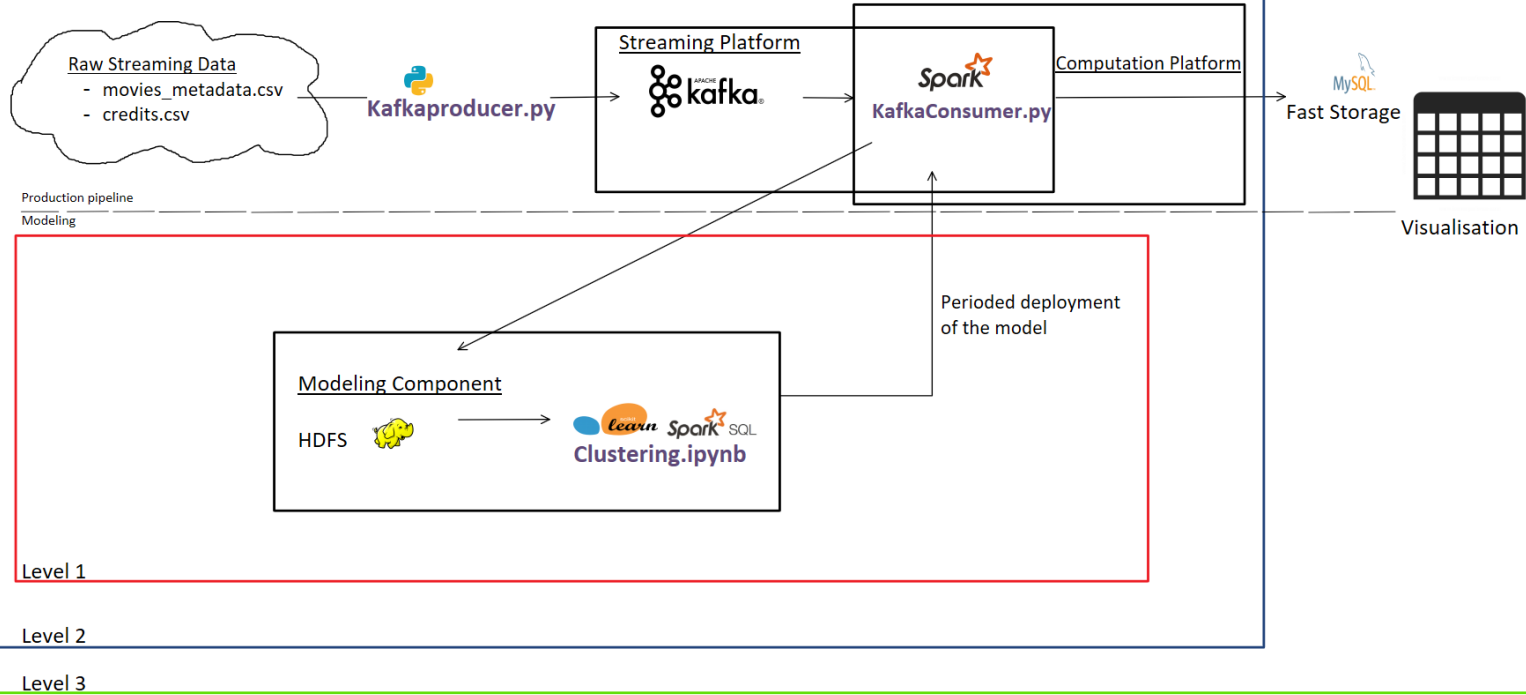 Raw Streaming Data
- movies_metadata.csv
- credits.csv
Kafkaproducer.py
Streaming Platform
APACHE
kafka®
Spark
KafkaConsumer.py
Computation Platform
MySQL
Fast Storage
Visualisation
Production pipeline
Modeling
Perioded deployment
of the model
Modeling Component
HDFS
learn
Spark SQL
Clustering.ipynb
Level 1
Level 2
Level 3